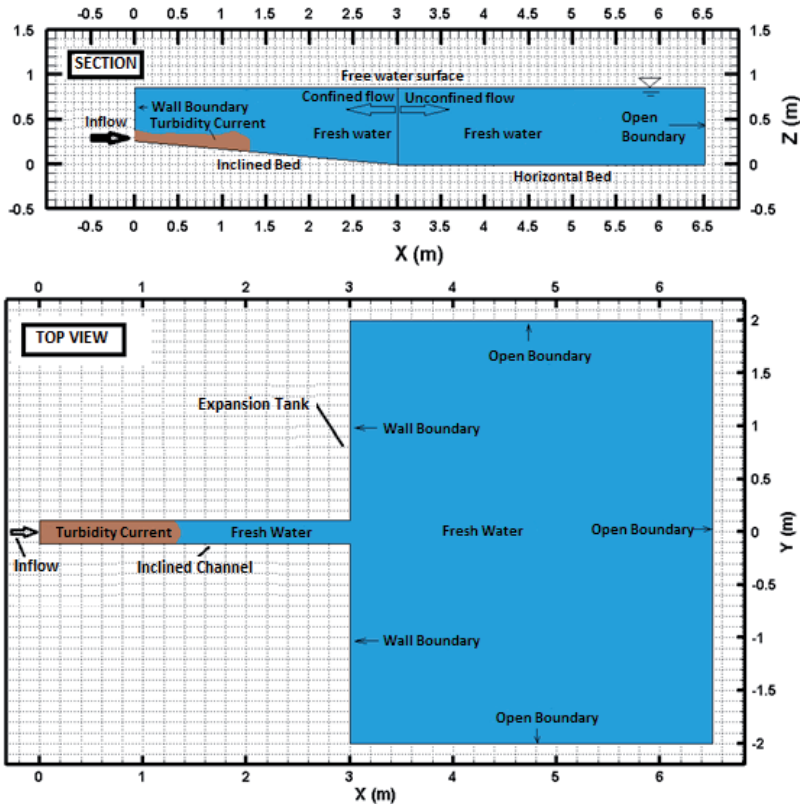 -0.5 0 0.5 1 1.5 2 2.5 3 3.5 4 4.5 5 5.5 6 6.5
1.5 1.5
SECTION
Free water surface
1 1
Wall Boundary
Confined flow Unconfined flow
Inflow
Turbidity Current
Open
Boundary
0.5 0.5
Fresh water Fresh water
Z (m)
Inclined Bed
0 0
Horizontal Bed
-0.5 -0.5
-0.5 0 0.5 1 1.5 2 2.5 3 3.5 4 4.5 5 5.5 6 6.5
X (m)
0 1 2 3 4 5 6
TOP VIEW
2
Open Boundary
1.5
Expansion Tank
Wall Boundary
1
0.5
Turbidity Current Fresh Water Fresh Water Open Boundary
0
Y (m)
Inflow
Inclined Channel
-0.5
Wall Boundary
-1
-1.5
Open Boundary
-2
0 1 2 3 4 5 6
X (m)